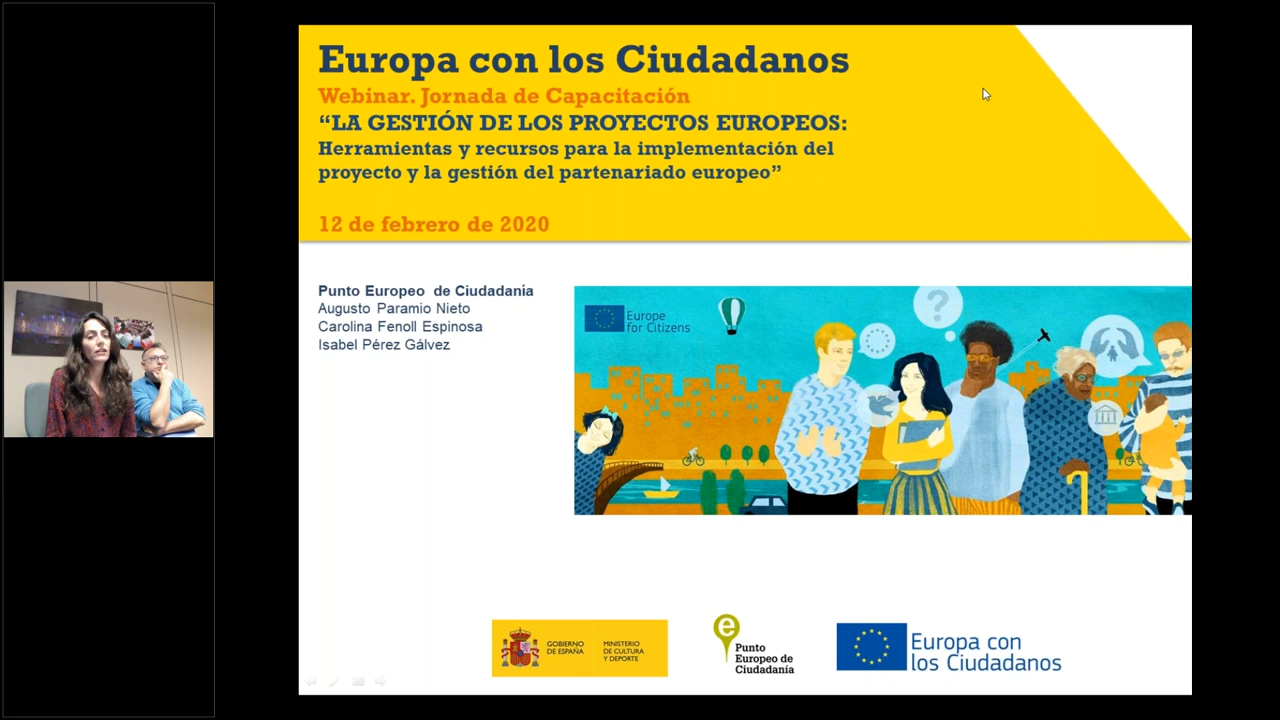 Europa con los Ciudadanos
Webinar. Jornada de Capacitación
“LA GESTIÓN DE LOS PROYECTOS EUROPEOS:
Herramientas y recursos para la implementación del
proyecto y la gestión del partenariado europeo”
12 de febrero de 2020
Punto Europeo de Ciudadanía
Augusto Paramio Nieto
Carolina Fenoll Espinosa
Isabel Pérez Gálvez
Europe
for Citizens
?
GOBIERNO
DE ESPAÑA
MINISTERIO
DE CULTURA
Y DEPORTE
e
Punto
Europeo de
Ciudadanía
Europa con
los Ciudadanos